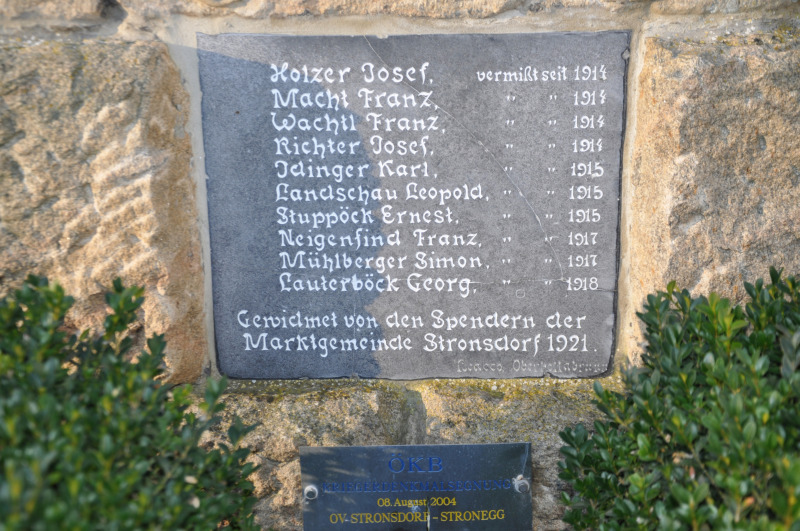 Holzer Josef, vermißt seit 1914
Macht Franz, " " 1914
Wachtl Franz, " " 1914
Richter Josef, " " 1914
Idinger Karl, " " 1915
Landschau Leopold, " " 1915
Stuppöck Ernest, " " 1915
Neigenfind Franz, " " 1917
Mühlberger Simon, " " 1917
Lauterböck Georg, " " 1918
Gewidmet von den Spendern der
Marktgemeinde Stronsdorf 1921.
ÖKB
08. August 2004
OV-STRONSDORF - STRONEGG